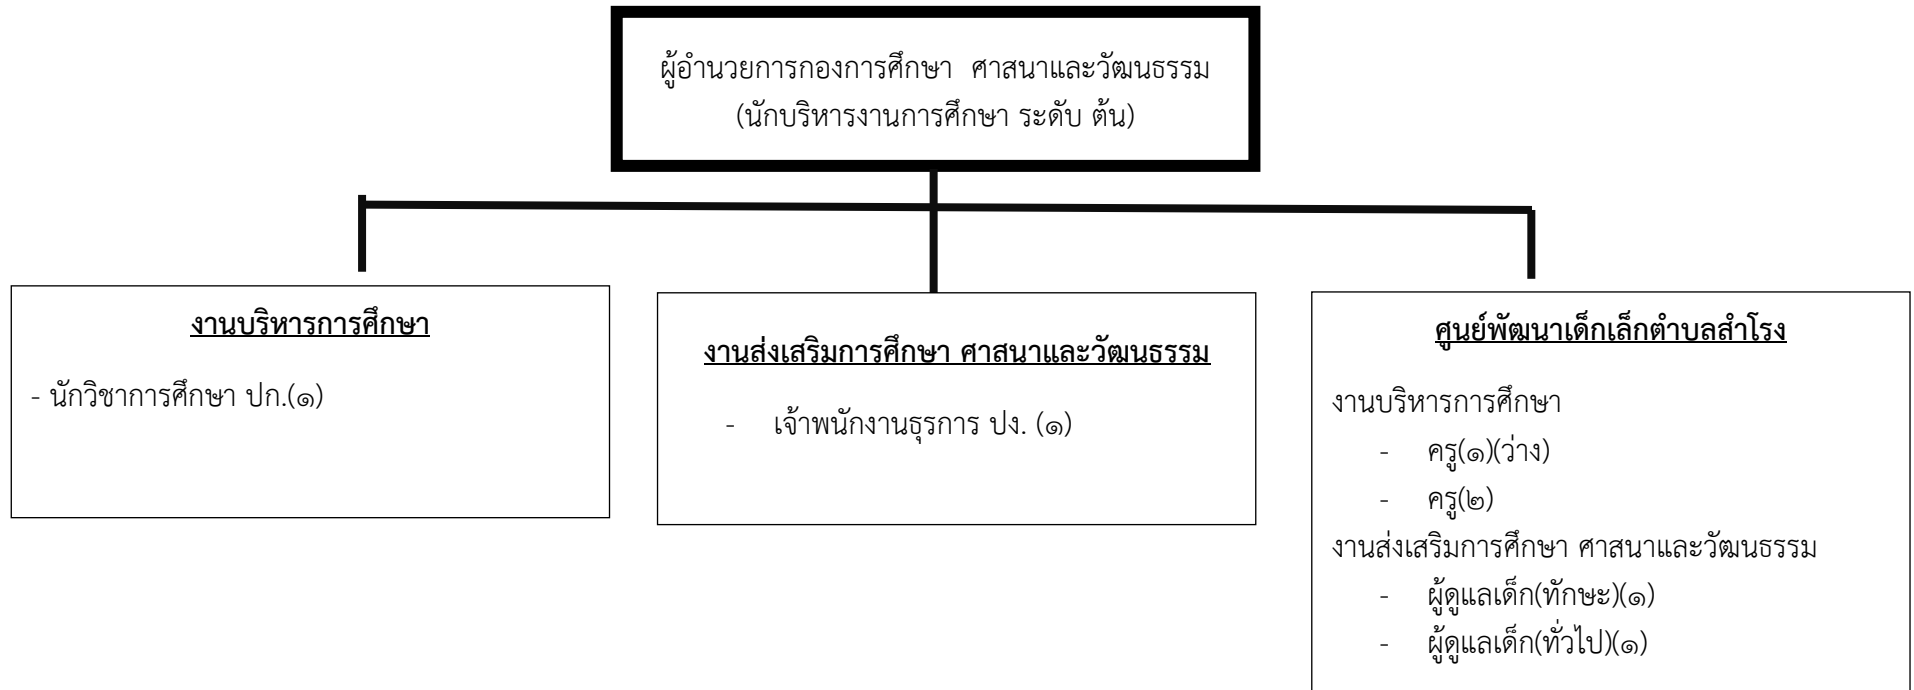 ผู้อำนวยการกองการศึกษา ศาสนาและวัฒนธรรม
(นักบริหารงานการศึกษา ระดับ ต้น)
งานบริหารการศึกษา
- นักวิชาการศึกษา ปก.(๑)
งานส่งเสริมการศึกษา ศาสนาและวัฒนธรรม
- เจ้าพนักงานธุรการ ปง. (๑)
ศูนย์พัฒนาเด็กเล็กตำบลสำโรง
งานบริหารการศึกษา
- ครู(๑)(ว่าง)
- ครู(๒)
งานส่งเสริมการศึกษา ศาสนาและวัฒนธรรม
- ผู้ดูแลเด็ก(ทักษะ)(๑)
- ผู้ดูแลเด็ก(ทั่วไป)(๑)